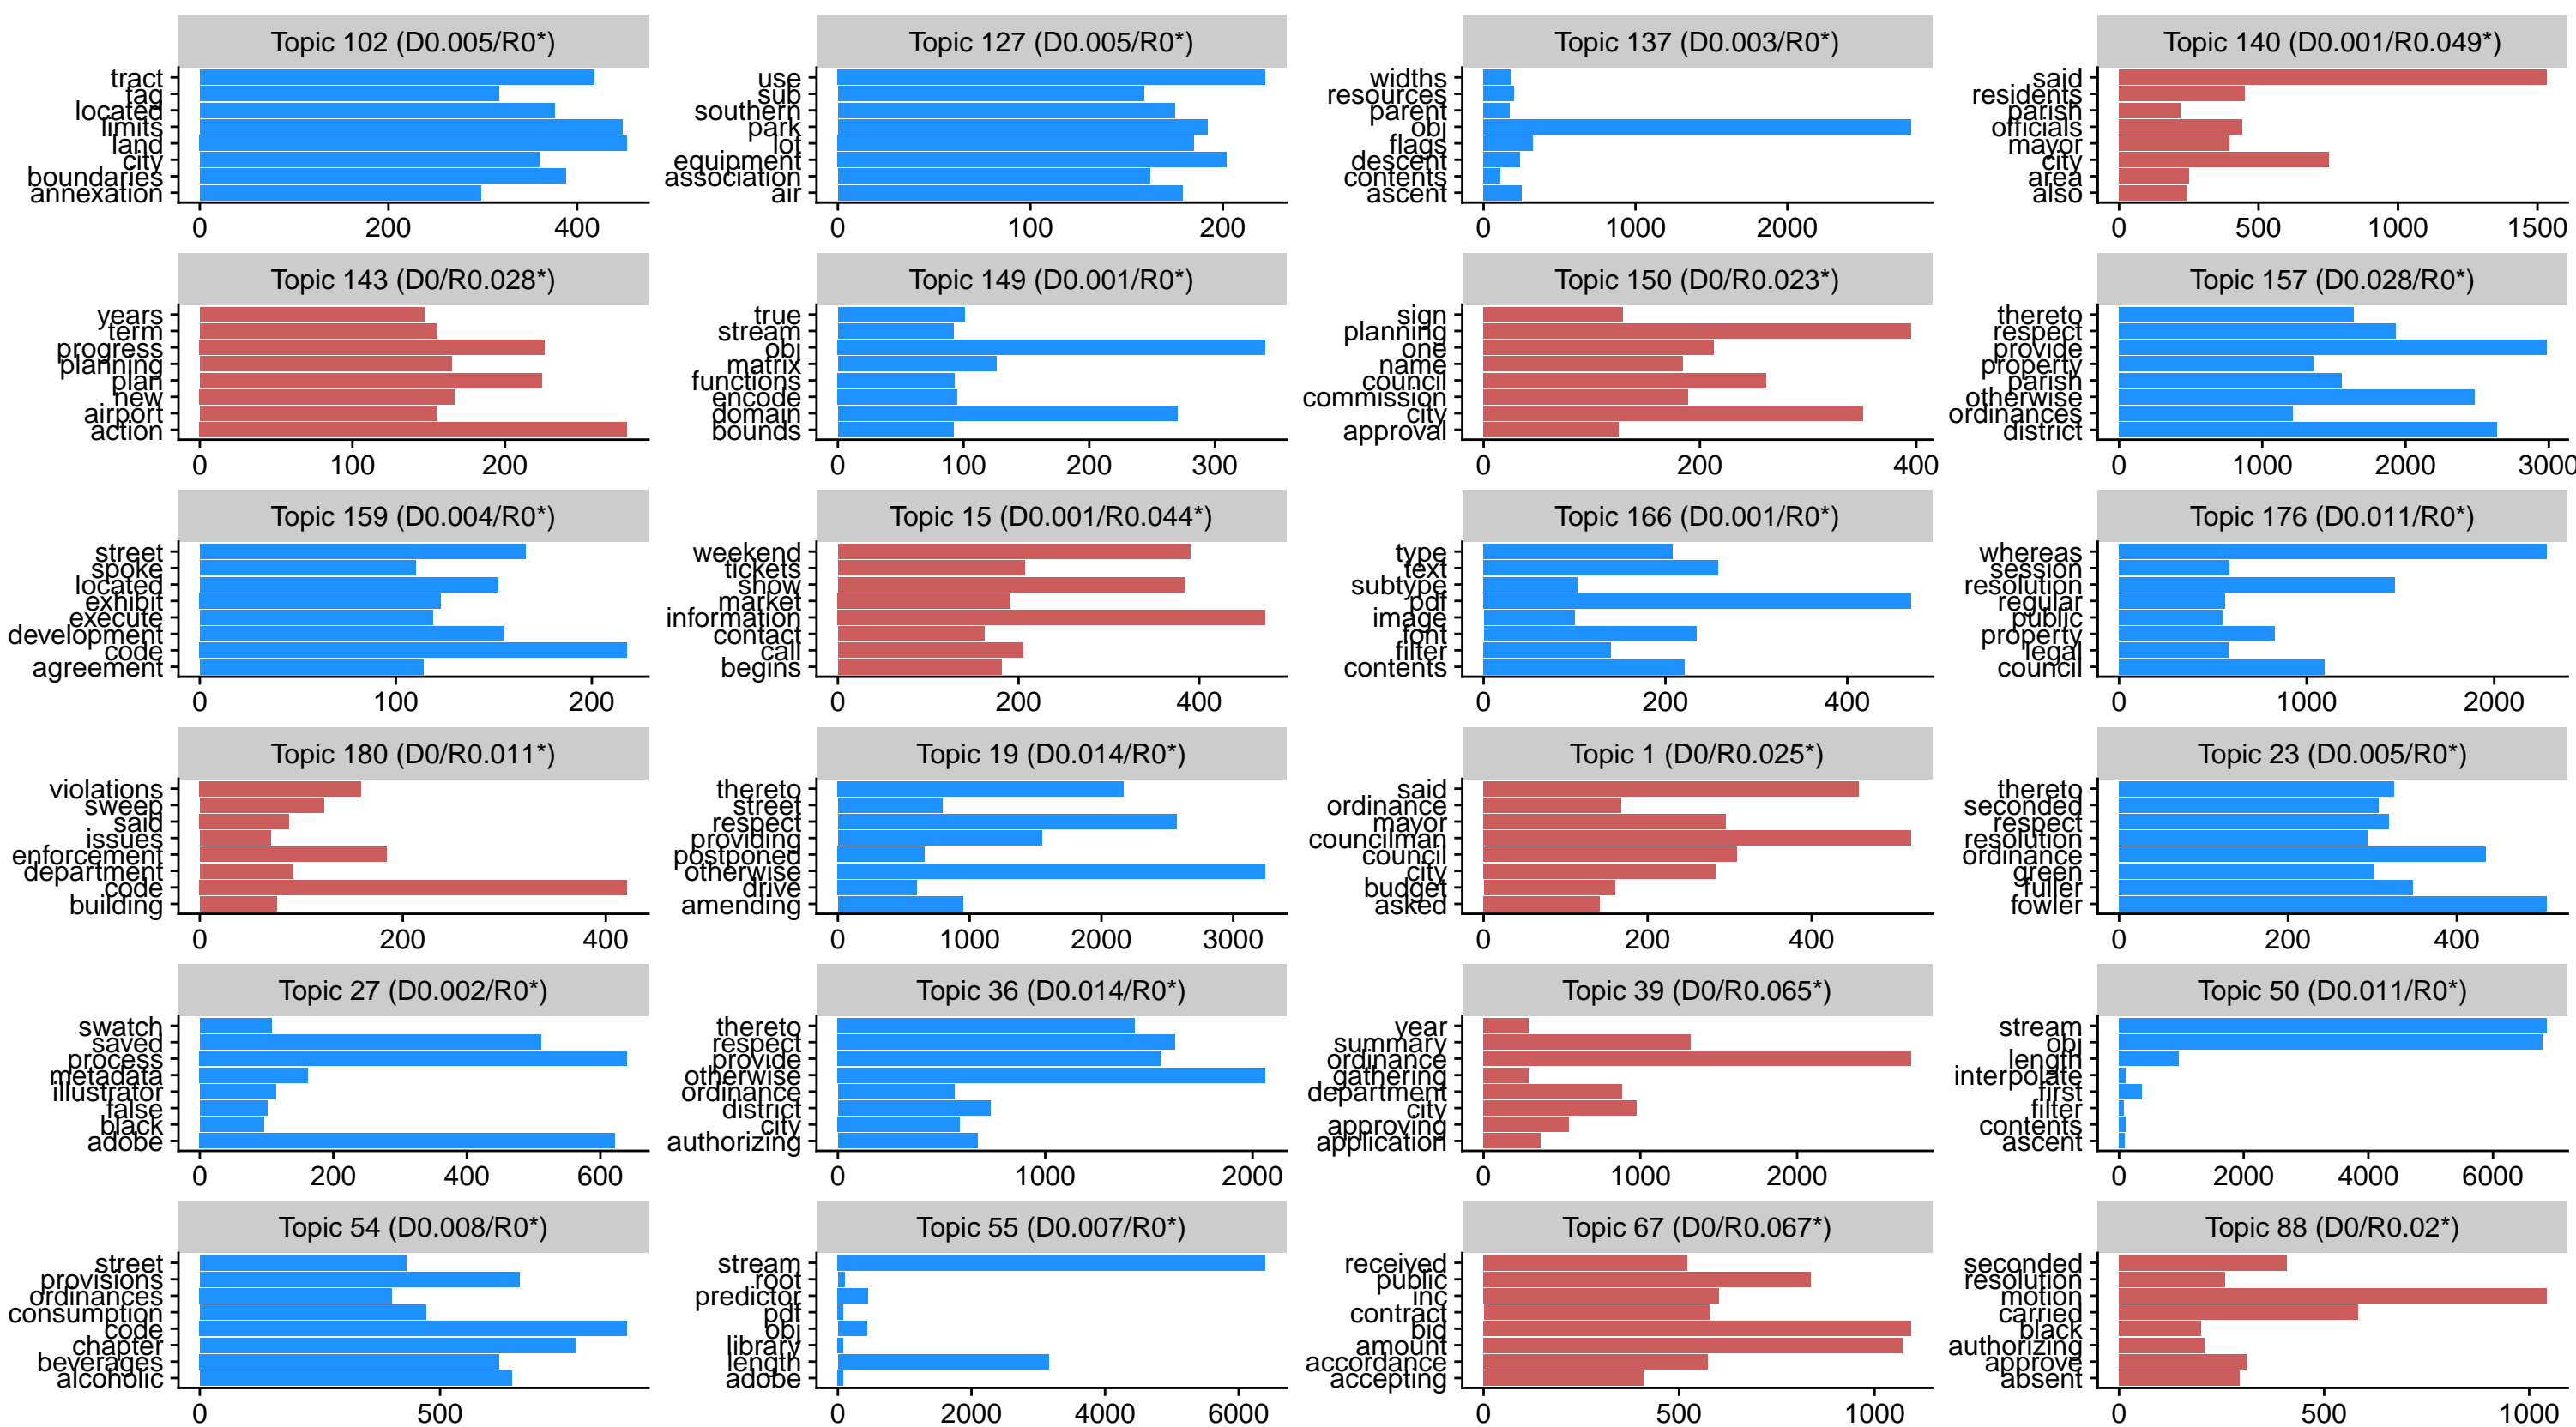 Topic 102 (D0.005/R0*)
tract
tag
located
limits
land
city
boundaries
annexation
0 200 400
Topic 127 (D0.005/R0*)
use
sub
southern
park
lot
equipment
association
air
0 100 200
Topic 137 (D0.003/R0*)
widths
resources
parent
obj
flags
descent
contents
ascent
0 1000 2000
Topic 140 (D0.001/R0.049*)
said
residents
parish
officials
mayor
city
area
also
0 500 1000 1500
Topic 143 (D0/R0.028*)
years
term
progress
planning
plan
new
airport
action
0 100 200
Topic 149 (D0.001/R0*)
true
stream
obj
matrix
functions
encode
domain
bounds
0 100 200 300
Topic 150 (D0/R0.023*)
sign
planning
one
name
council
commission
city
approval
0 200 400
Topic 157 (D0.028/R0*)
thereto
respect
provide
property
parish
otherwise
ordinances
district
0 1000 2000 3000
Topic 159 (D0.004/R0*)
street
spoke
located
exhibit
execute
development
code
agreement
0 100 200
Topic 15 (D0.001/R0.044*)
weekend
tickets
show
market
information
contact
call
begins
0 200 400
Topic 166 (D0.001/R0*)
type
text
subtype
pdf
image
font
filter
contents
0 200 400
Topic 176 (D0.011/R0*)
whereas
session
resolution
regular
public
property
legal
council
0 1000 2000
Topic 180 (D0/R0.011*)
violations
sweep
said
issues
enforcement
department
code
building
0 200 400
Topic 19 (D0.014/R0*)
thereto
street
respect
providing
postponed
otherwise
drive
amending
0 1000 2000 3000
Topic 1 (D0/R0.025*)
said
ordinance
mayor
councilman
council
city
budget
asked
0 200 400
Topic 23 (D0.005/R0*)
thereto
seconded
respect
resolution
ordinance
green
fuller
fowler
0 200 400
Topic 27 (D0.002/R0*)
swatch
saved
process
metadata
illustrator
false
black
adobe
0 200 400 600
Topic 36 (D0.014/R0*)
thereto
respect
provide
otherwise
ordinance
district
city
authorizing
0 1000 2000
Topic 39 (D0/R0.065*)
year
summary
ordinance
gathering
department
city
approving
application
0 1000 2000
Topic 50 (D0.011/R0*)
stream
obj
length
interpolate
first
filter
contents
ascent
0 2000 4000 6000
Topic 54 (D0.008/R0*)
street
provisions
ordinances
consumption
code
chapter
beverages
alcoholic
0 500
Topic 55 (D0.007/R0*)
stream
root
predictor
pdf
obj
library
length
adobe
0 2000 4000 6000
Topic 67 (D0/R0.067*)
received
public
inc
contract
bid
amount
accordance
accepting
0 500 1000
Topic 88 (D0/R0.02*)
seconded
resolution
motion
carried
black
authorizing
approve
absent
0 500 1000